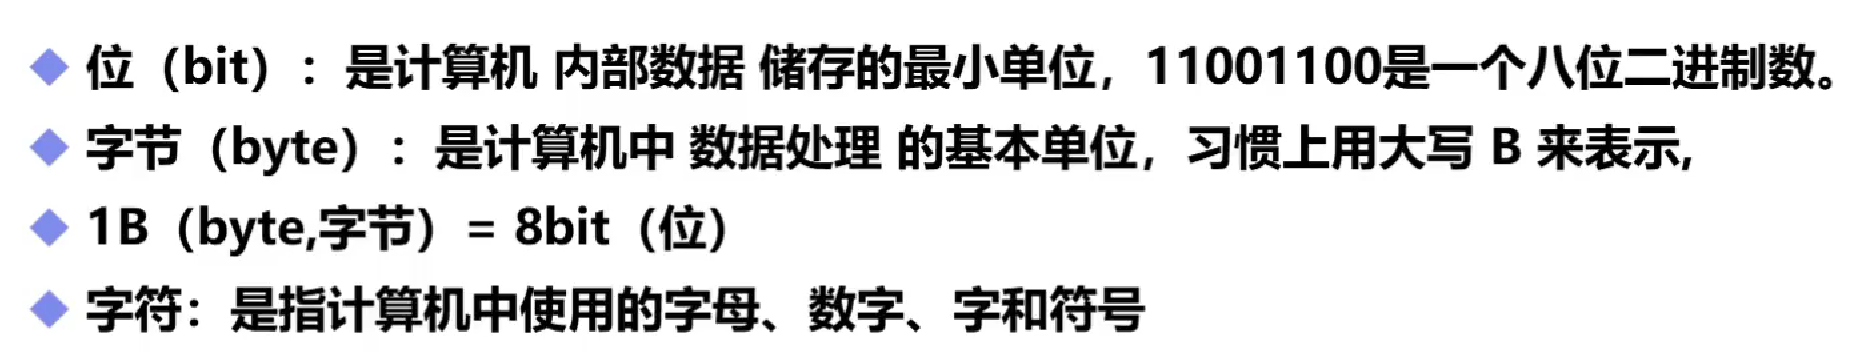 位（bit）：是计算机 内部数据 储存的最小单位，11001100是一个八位二进制数。
字节（byte）：是计算机中 数据处理 的基本单位，习惯上用大写 B 来表示,
1B（byte,字节）= 8bit（位）
字符：是指计算机中使用的字母、数字、字和符号